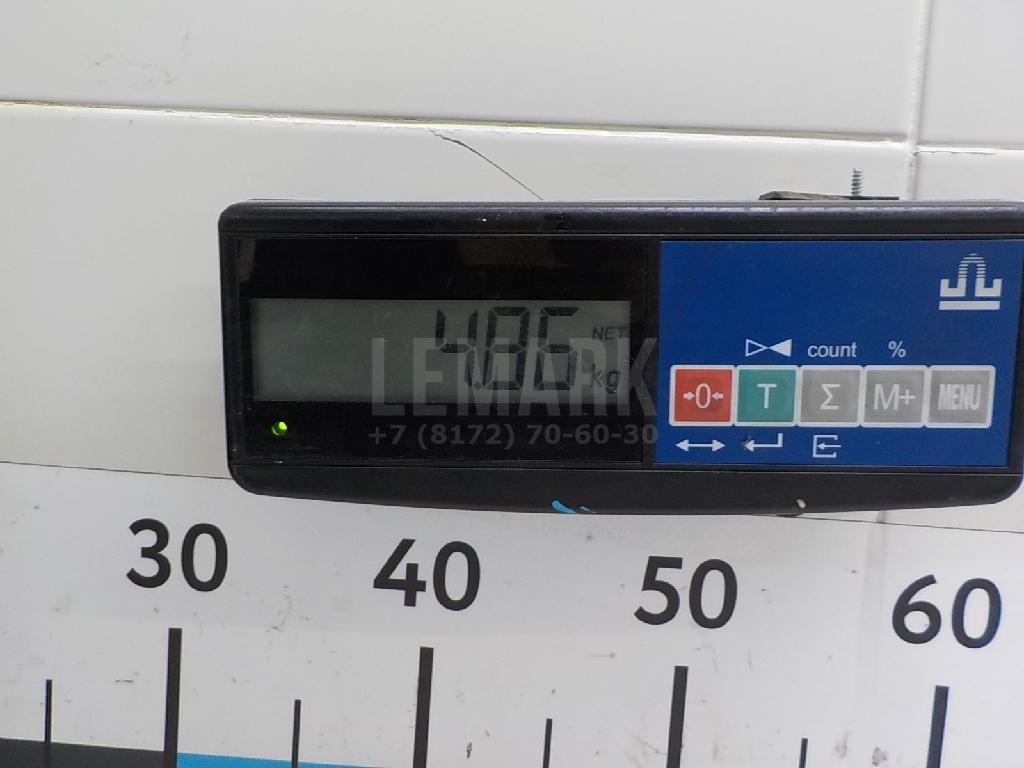 4.86 NET
kg
LEMARK
+7 (8172) 70-60-30
count %
→0← T Σ M+ MENU
30 40 50 60